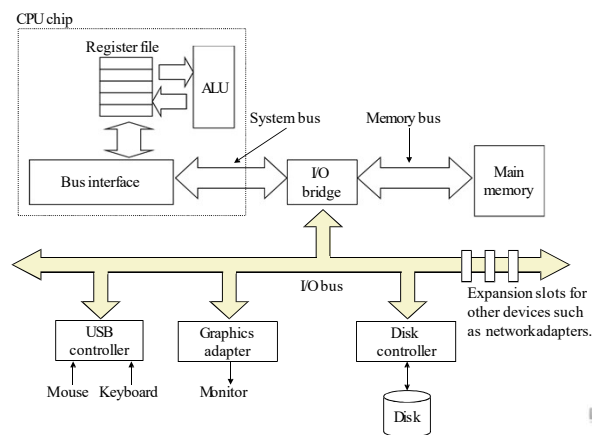 CPU chip
Register file
ALU
System bus
Memory bus
Bus interface
I/O
bridge
Main
memory
I/O bus
Expansion slots for
other devices such
as networkadapters.
USB
controller
Graphics
adapter
Disk
controller
Mouse
Keyboard
Monitor
Disk